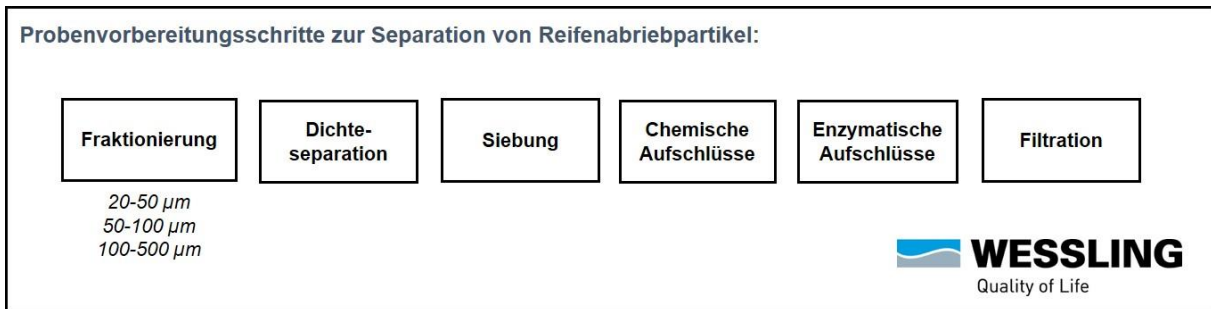 Probenvorbereitungsschritte zur Separation von Reifenabriebpartikel:
Fraktionierung
20-50 µm
50-100 µm
100-500 µm
Dichte-
separation
Siebung
Chemische
Aufschlüsse
Enzymatische
Aufschlüsse
Filtration
WESSLING
Quality of Life